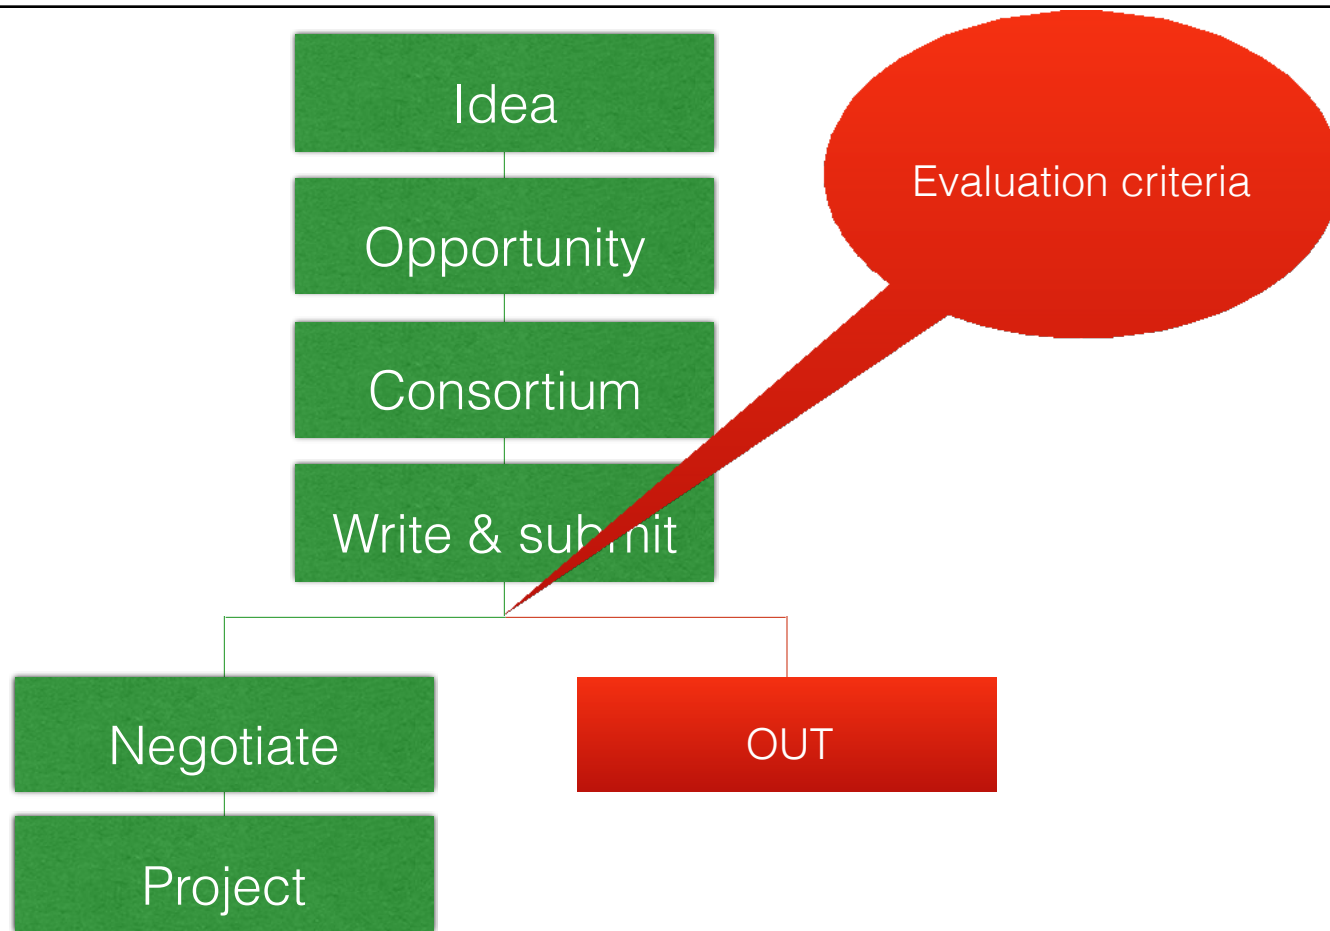 Idea
Evaluation criteria
Opportunity
Consortium
Write & submit
Negotiate
OUT
Project